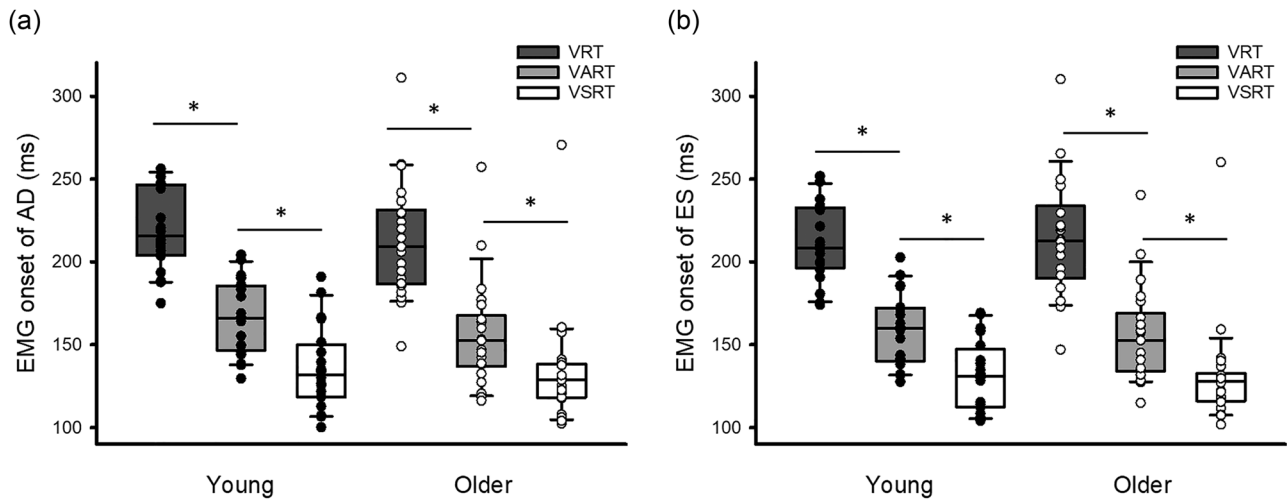 (a)
VRT
VART
VSRT
EMG onset of AD (ms)
300
250
200
150
100
*
*
*
*
Young
Older
(b)
VRT
VART
VSRT
EMG onset of ES (ms)
300
250
200
150
100
*
*
*
*
Young
Older